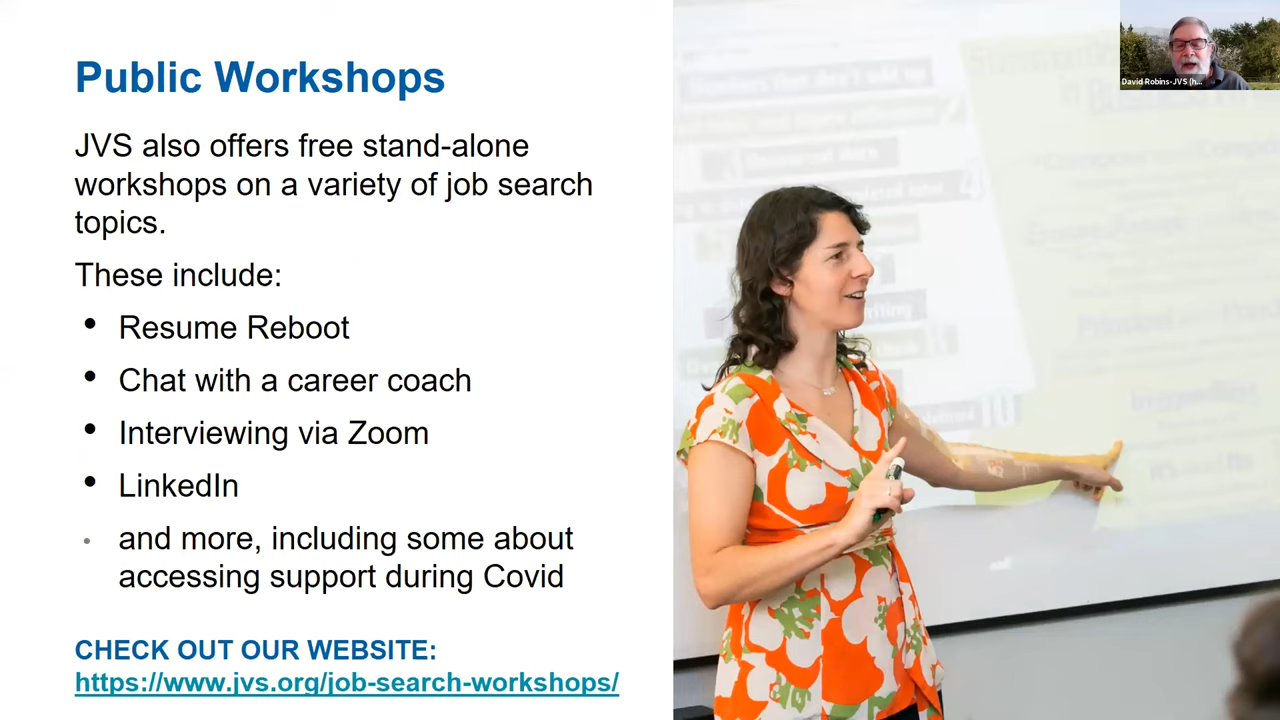 Public Workshops
David Robins-JVS (h...
JVS also offers free stand-alone
workshops on a variety of job search
topics.
These include:
• Resume Reboot
• Chat with a career coach
• Interviewing via Zoom
• LinkedIn
• and more, including some about
accessing support during Covid
CHECK OUT OUR WEBSITE:
https://www.jvs.org/job-search-workshops/